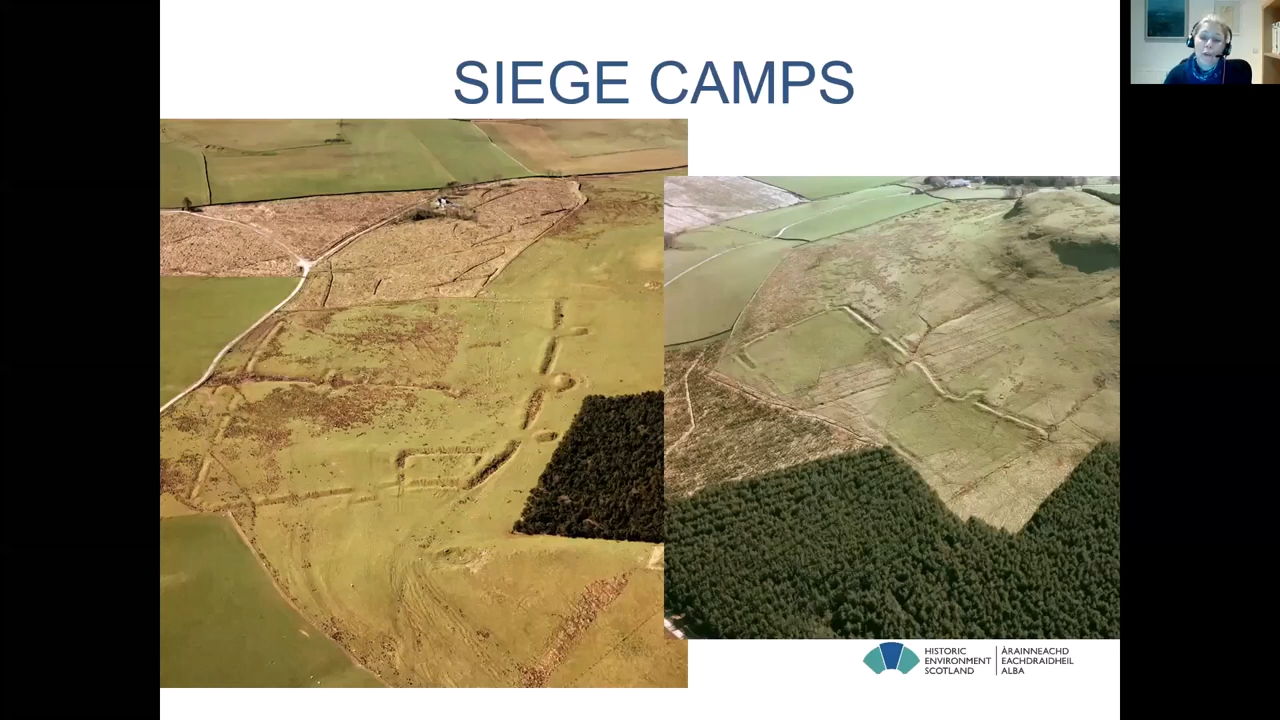 SIEGE CAMPS
HISTORIC
ENVIRONMENT
SCOTLAND
ÀRAINNEACHD
EACHDRAIDHEIL
ALBA